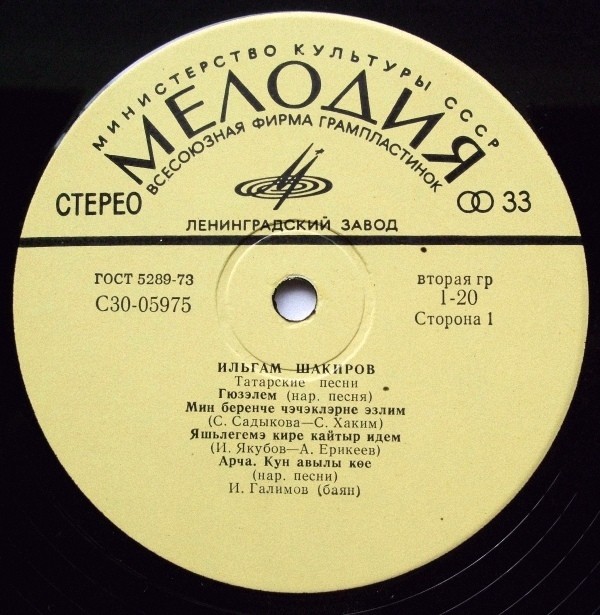 МИНИСТЕРСТВО КУЛЬТУРЫ СССР
МЕЛОДИЯ
ВСЕСОЮЗНАЯ ФИРМА ГРАМПЛАСТИНОК
СТЕРЕО
33
ЛЕНИНГРАДСКИЙ ЗАВОД
ГОСТ 5289-73
С30-05975
вторая гр
1-20
Сторона 1
ИЛЬГАМ ШАКИРОВ
Татарские песни
Гюзэлем (нар. песня)
Мин беренче чэчэклэрне эзлим
(С. Садыкова—С. Хаким)
Яшьлегемэ кире кайтыр идем
(И. Якубов—А. Ерикеев)
Арча. Кун авылы көе
(нар. песни)
И. Галимов (баян)